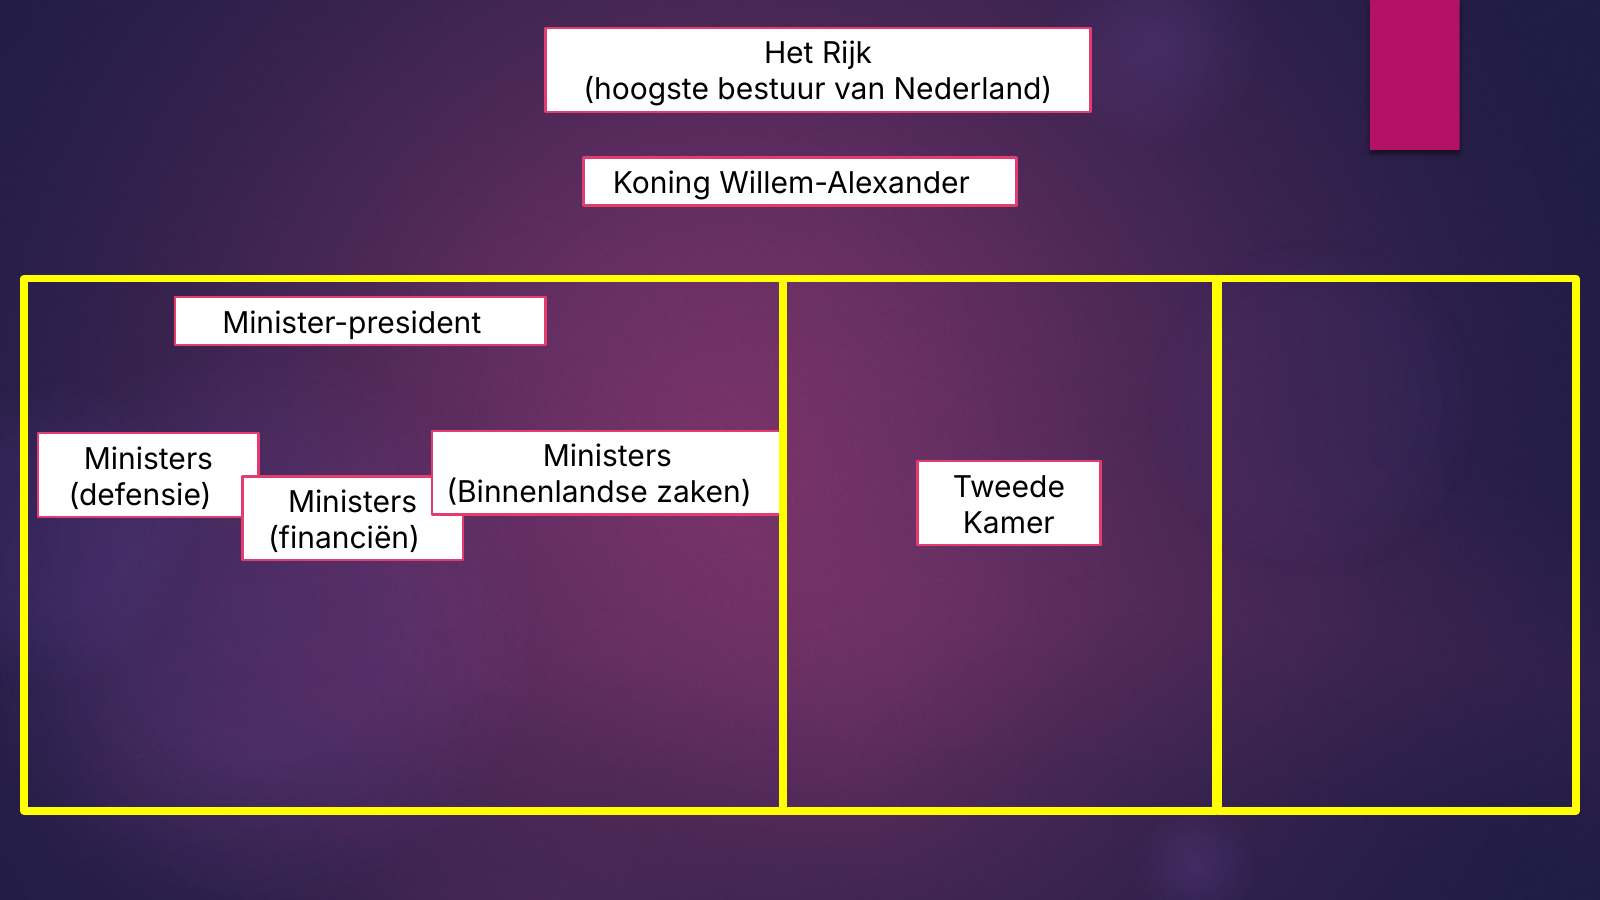 Het Rijk
(hoogste bestuur van Nederland)
Koning Willem-Alexander
Minister-president
Ministers
(defensie)
Ministers
(financiën)
Ministers
(Binnenlandse zaken)
Tweede
Kamer